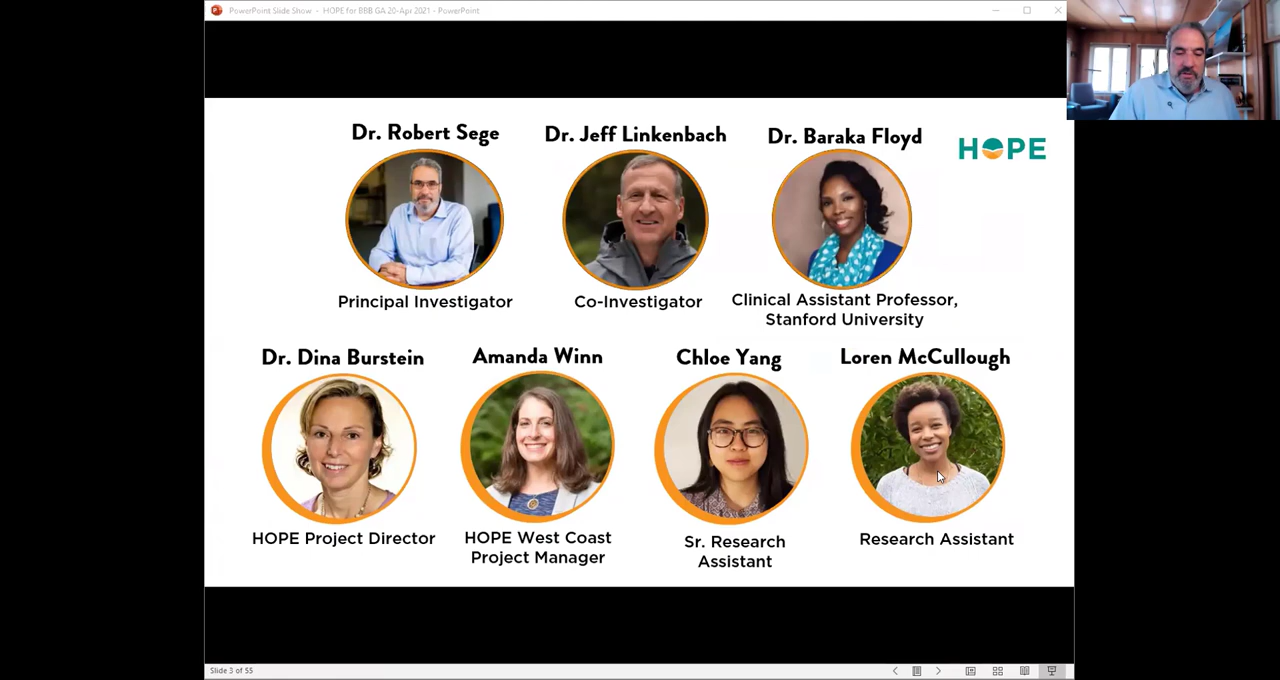 PowerPoint Slide Show - HOPE for BBB GA 20-Apr 2021 - PowerPoint
Dr. Robert Sege
Dr. Jeff Linkenbach
Dr. Baraka Floyd
HOPE
Principal Investigator
Co-Investigator
Clinical Assistant Professor,
Stanford University
Dr. Dina Burstein
Amanda Winn
Chloe Yang
Loren McCullough
HOPE Project Director
HOPE West Coast
Project Manager
Sr. Research
Assistant
Research Assistant
Slide 3 of 55